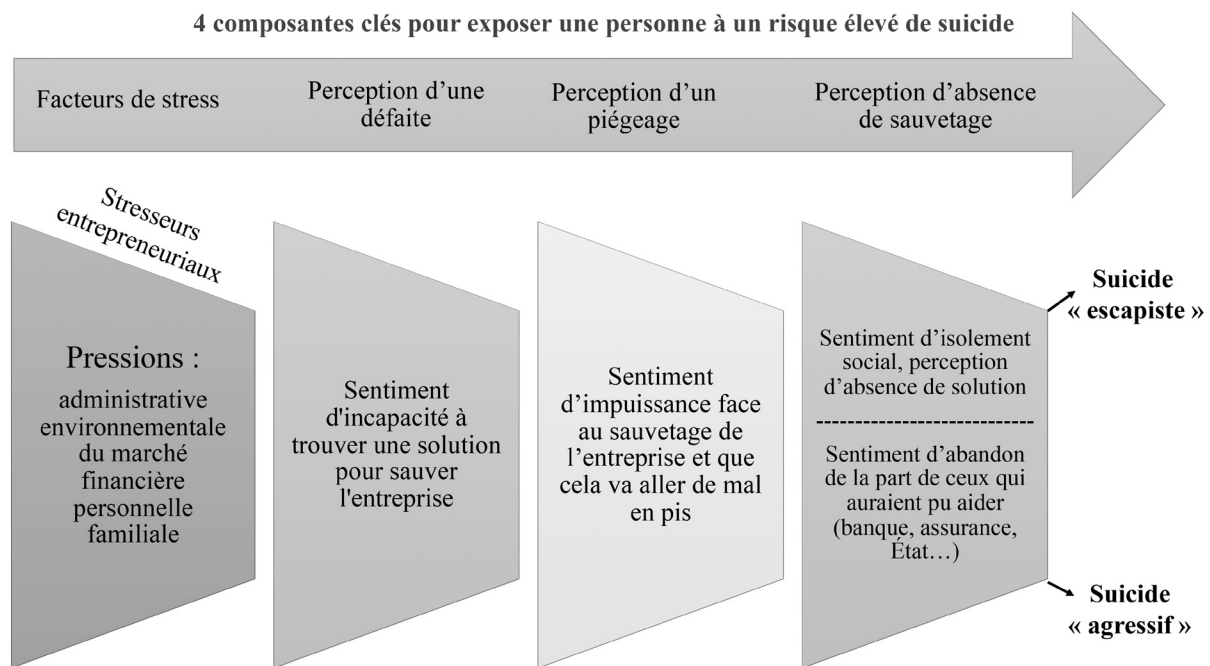 4 composantes clés pour exposer une personne à un risque élevé de suicide
Facteurs de stress
Perception d’une
défaite
Perception d’un
piégeage
Perception d’absence
de sauvetage
Stresseurs
entrepreneuriaux
Pressions :
administrative
environnementale
du marché
financière
personnelle
familiale
Sentiment
d'incapacité à
trouver une solution
pour sauver
l'entreprise
Sentiment
d’impuissance face
au sauvetage de
l’entreprise et que
cela va aller de mal
en pis
Sentiment d’isolement
social, perception
d’absence de solution
Sentiment d’abandon
de la part de ceux qui
auraient pu aider
(banque, assurance,
État…)
Suicide
« escapiste »
Suicide
« agressif »